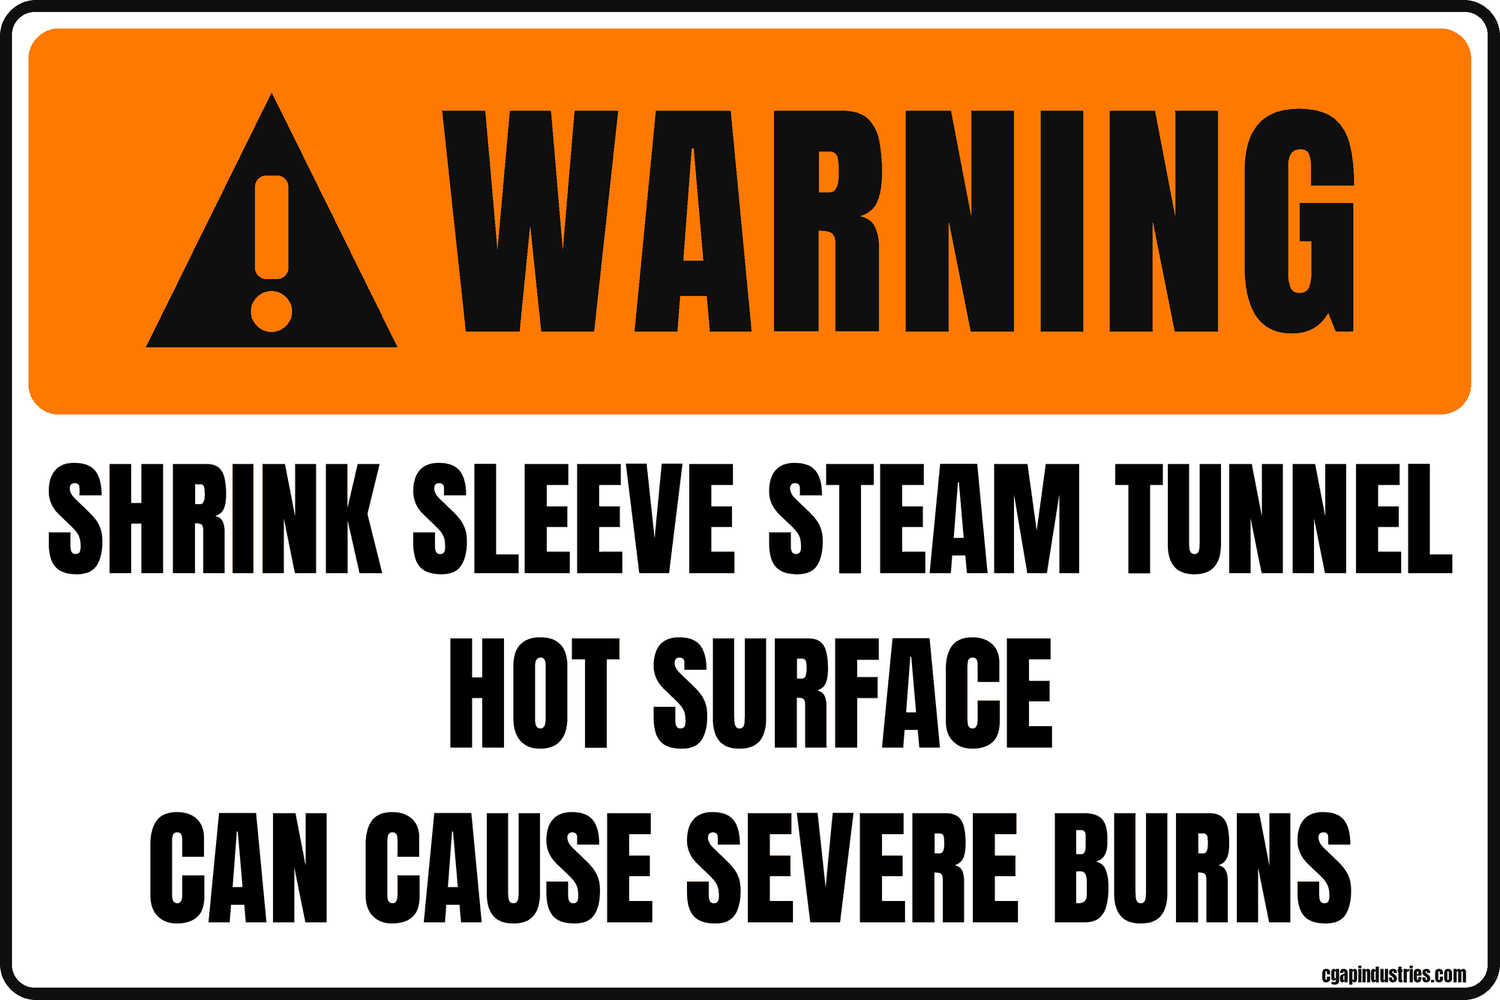 WARNING
SHRINK SLEEVE STEAM TUNNEL
HOT SURFACE
CAN CAUSE SEVERE BURNS
cgapindustries.com